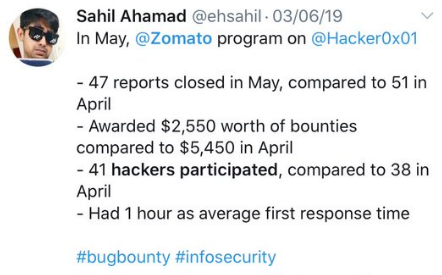 Sahil Ahamad @ehsahil · 03/06/19
In May, @Zomato program on @Hacker0x01
- 47 reports closed in May, compared to 51 in
April
- Awarded $2,550 worth of bounties
compared to $5,450 in April
- 41 hackers participated, compared to 38 in
April
- Had 1 hour as average first response time
#bugbounty #infosecurity